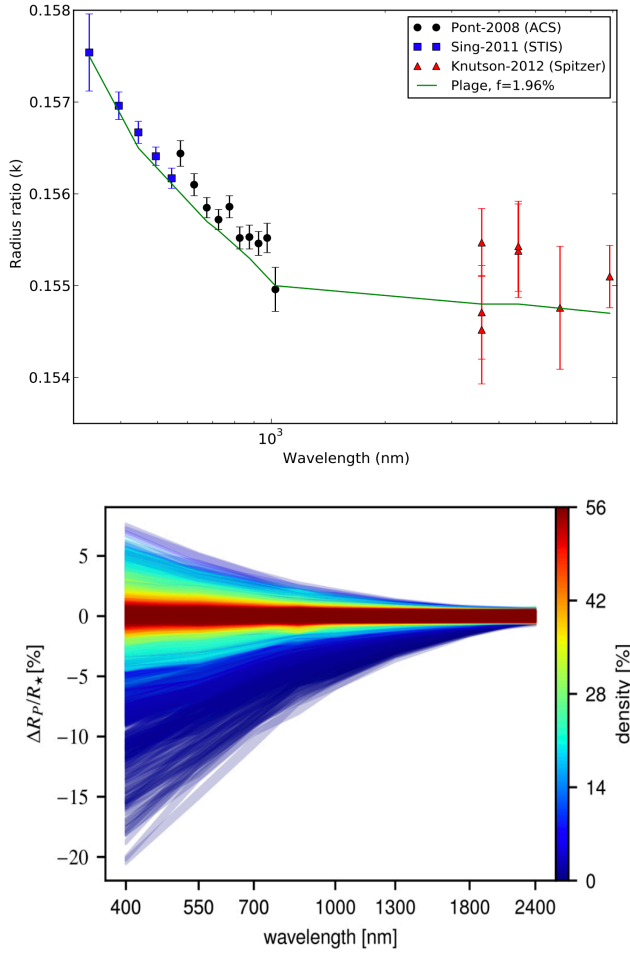 0.158
0.157
0.156
0.155
0.154
Radius ratio (k)
Pont-2008 (ACS)
Sing-2011 (STIS)
Knutson-2012 (Spitzer)
Plage, f=1.96%
10³
Wavelength (nm)
5
0
−5
−10
−15
−20
ΔR_P/R_⋆[%]
400 550 700 1000 1300 1800 2400
wavelength [nm]
56
42
28
14
0
density [%]